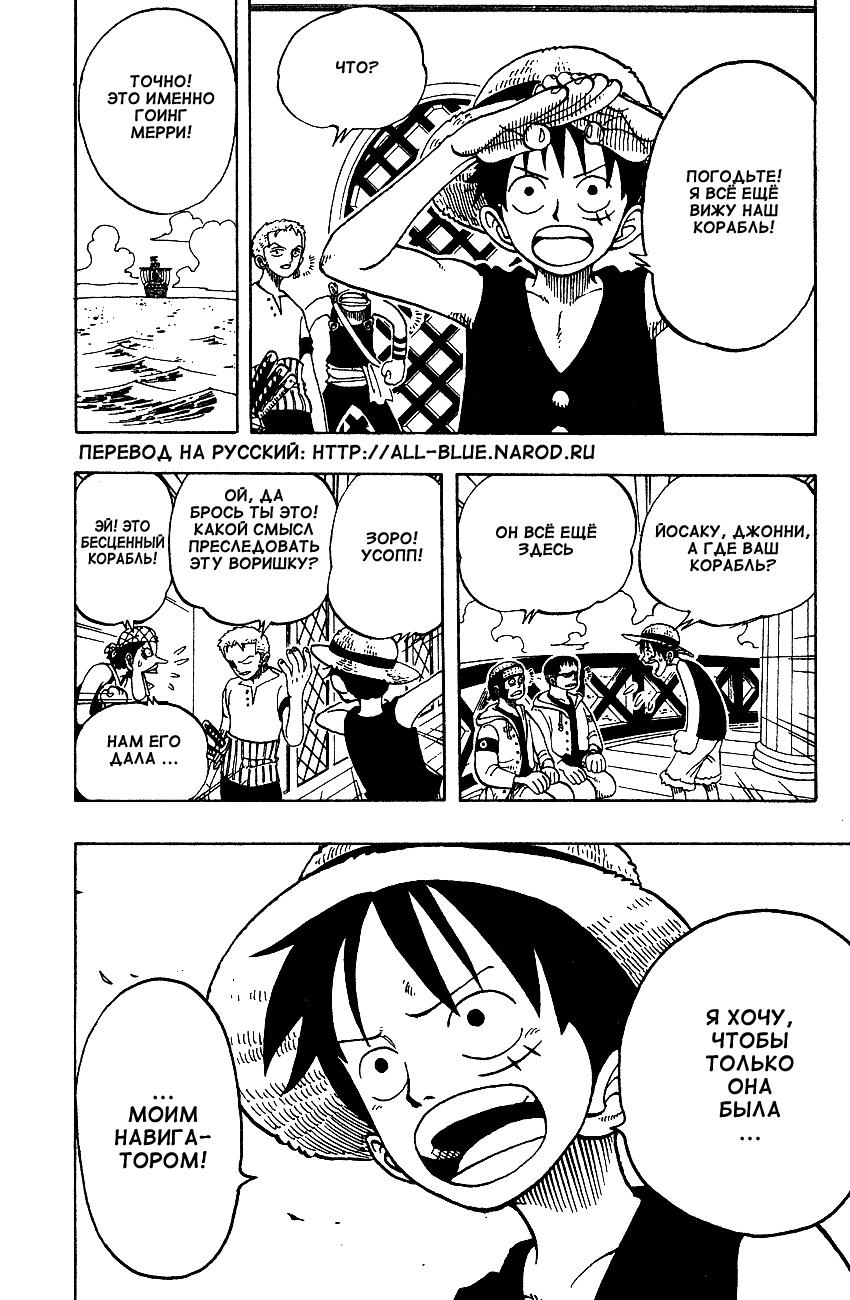 ПОГОДЬТЕ!
Я ВСЁ ЕЩЁ
ВИЖУ НАШ
КОРАБЛЬ!
ЧТО?
ТОЧНО!
ЭТО ИМЕННО
ГОИНГ
МЕРРИ!
ПЕРЕВОД НА РУССКИЙ: HTTP://ALL-BLUE.NAROD.RU
ЙОСАКУ, ДЖОННИ,
А ГДЕ ВАШ
КОРАБЛЬ?
ОН ВСЁ ЕЩЁ
ЗДЕСЬ
ЗОРО!
УСОПП!
ОЙ, ДА
БРОСЬ ТЫ ЭТО!
КАКОЙ СМЫСЛ
ПРЕСЛЕДОВАТЬ
ЭТУ ВОРИШКУ?
ЭЙ! ЭТО
БЕСЦЕННЫЙ
КОРАБЛЬ!
НАМ ЕГО
ДАЛА ...
Я ХОЧУ,
ЧТОБЫ
ТОЛЬКО
ОНА
БЫЛА
...
...
МОИМ
НАВИГА-
ТОРОМ!